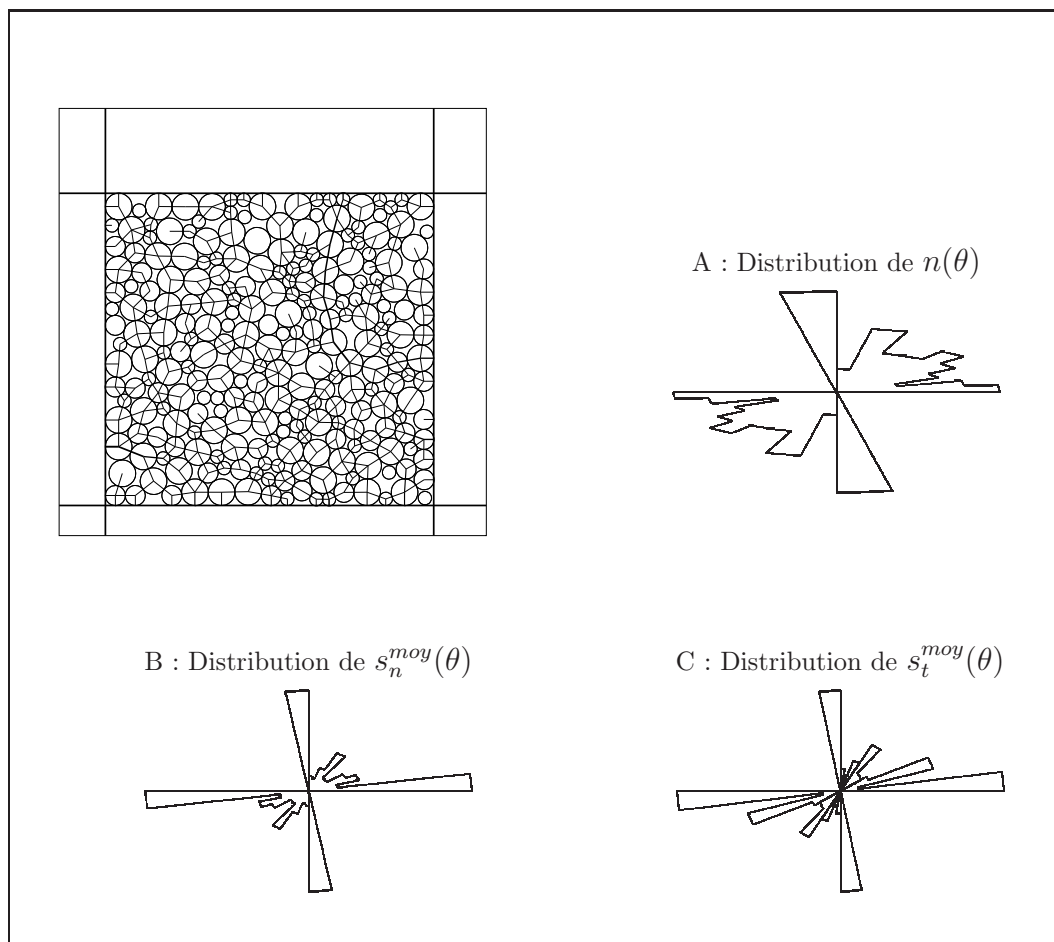 A : Distribution de n(θ)
B : Distribution de s_n^{moy}(θ)
C : Distribution de s_t^{moy}(θ)